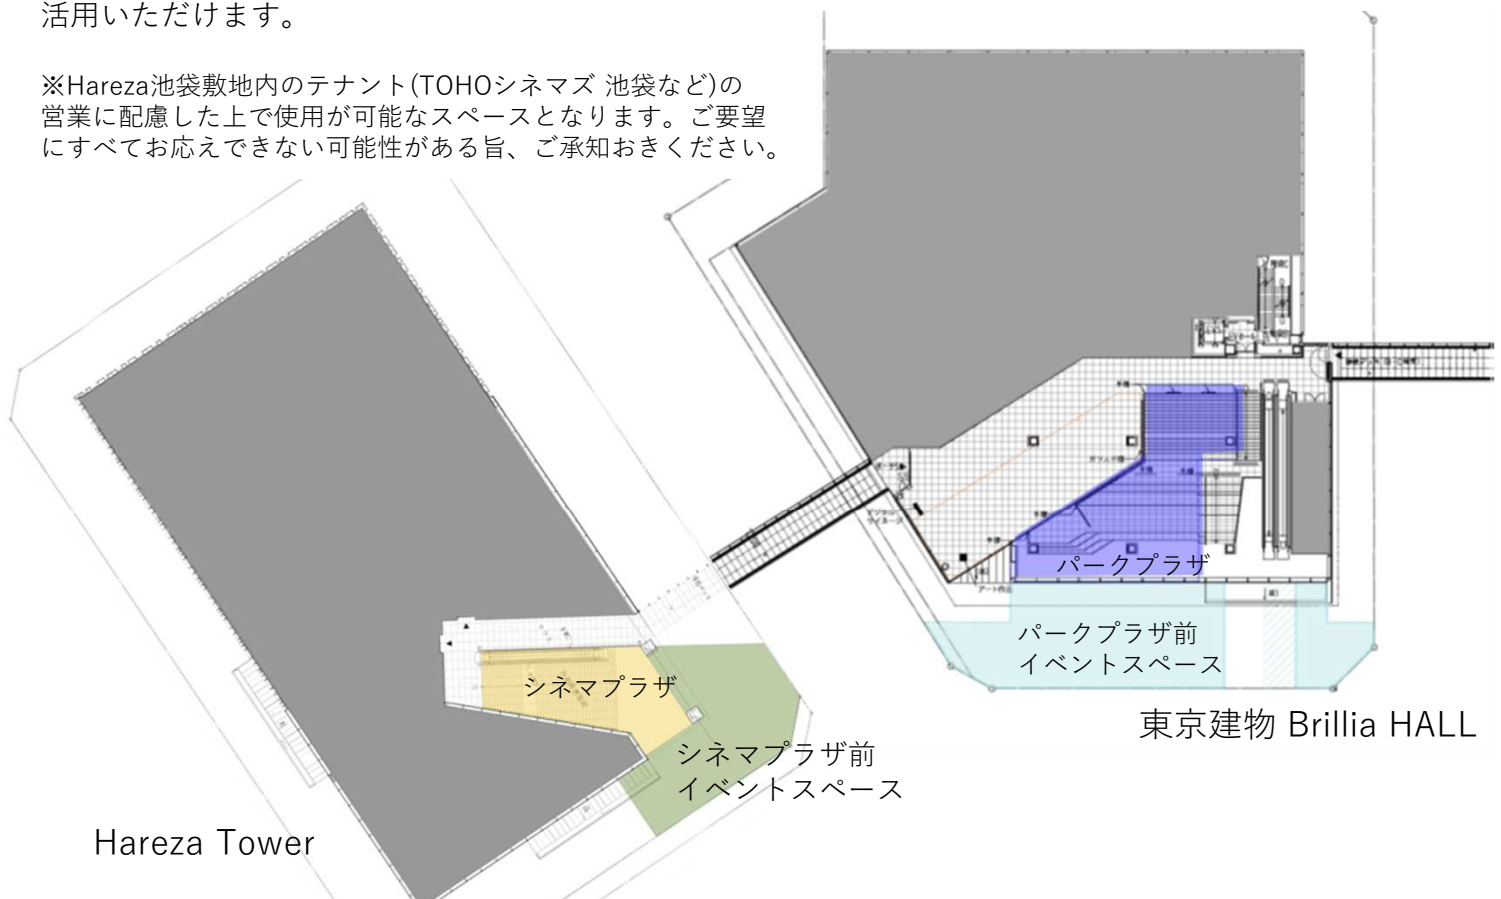 活用いただけます。
※Hareza池袋敷地内のテナント(TOHOシネマズ 池袋など)の
営業に配慮した上で使用が可能なスペースとなります。ご要望
にすべてお応えできない可能性がある旨、ご承知おきください。
パークプラザ
パークプラザ前
イベントスペース
東京建物 Brillia HALL
シネマプラザ
シネマプラザ前
イベントスペース
Hareza Tower